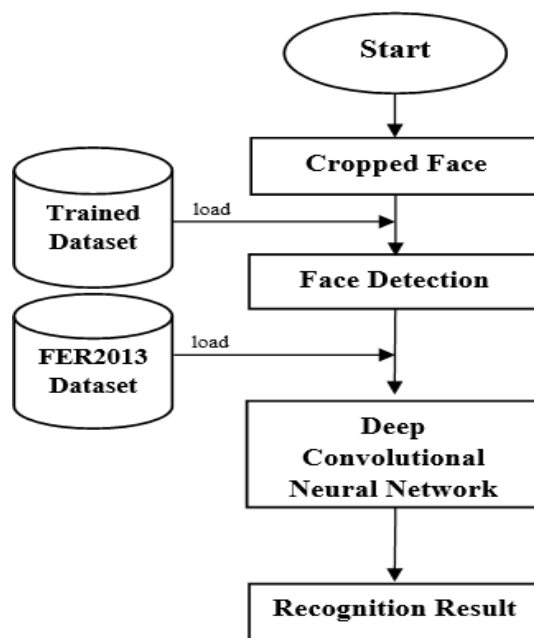 Start
Cropped Face
Trained
Dataset
load
Face Detection
FER2013
Dataset
load
Deep
Convolutional
Neural Network
Recognition Result